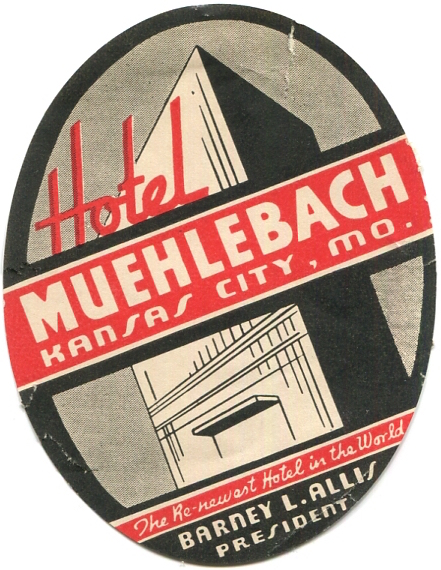 Hotel
MUEHLEBACH
KANSAS CITY, MO.
The Re-newest Hotel in the World
BARNEY L. ALLIS
PRESIDENT